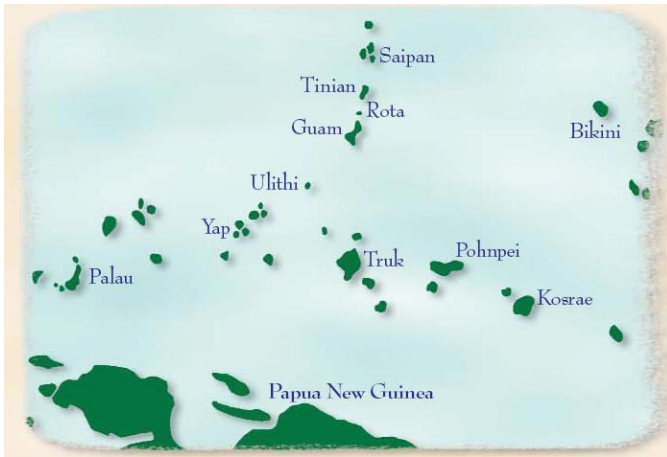 Saipan
Tinian
Rota
Guam
Bikini
Ulithi
Yap
Truk
Pohnpei
Palau
Kosrae
Papua New Guinea